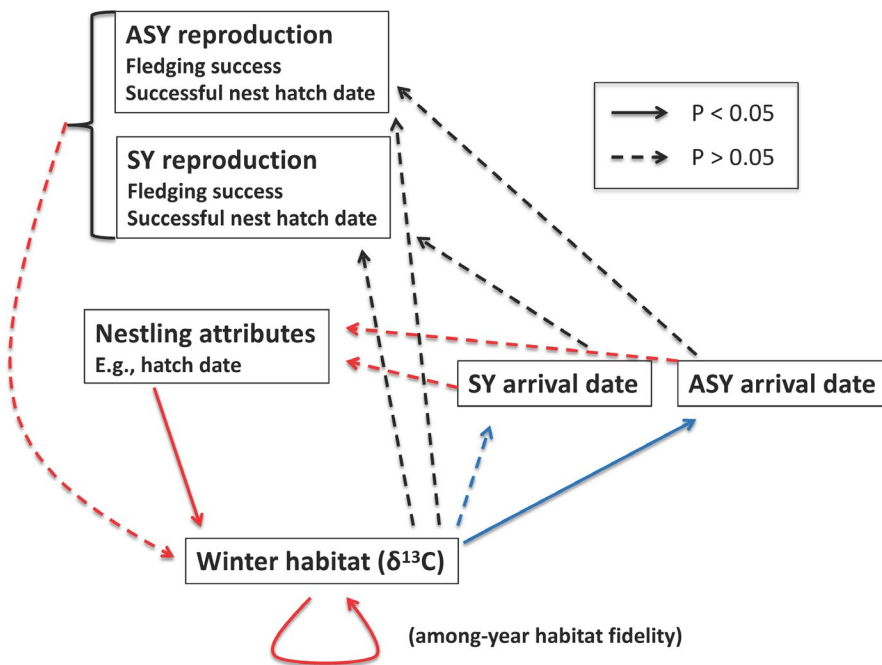 ASY reproduction
Fledging success
Successful nest hatch date
SY reproduction
Fledging success
Successful nest hatch date
P < 0.05
P > 0.05
Nestling attributes
E.g., hatch date
SY arrival date
ASY arrival date
Winter habitat (δ¹³C)
(among-year habitat fidelity)